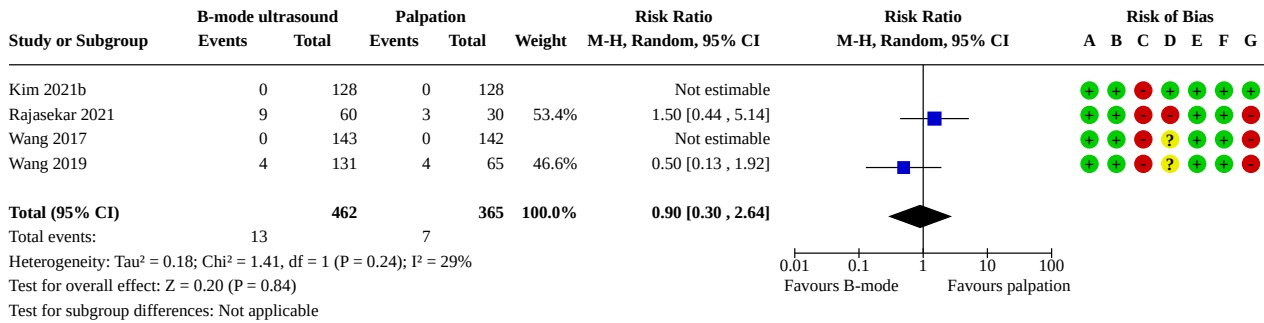 B-mode ultrasound Palpation Risk Ratio Risk Ratio Risk of Bias
Study or Subgroup Events Total Events Total Weight M-H, Random, 95% CI M-H, Random, 95% CI A B C D E F G
Kim 2021b 0 128 0 128 Not estimable + + - + + + +
Rajasekar 2021 9 60 3 30 53.4% 1.50 [0.44 , 5.14] + + - - + + -
Wang 2017 0 143 0 142 Not estimable + + - ? + + -
Wang 2019 4 131 4 65 46.6% 0.50 [0.13 , 1.92] + + - ? + + -
Total (95% CI) 462 365 100.0% 0.90 [0.30 , 2.64]
Total events: 13 7
Heterogeneity: Tau² = 0.18; Chi² = 1.41, df = 1 (P = 0.24); I² = 29%
0.01 0.1 1 10 100
Test for overall effect: Z = 0.20 (P = 0.84) Favours B-mode Favours palpation
Test for subgroup differences: Not applicable